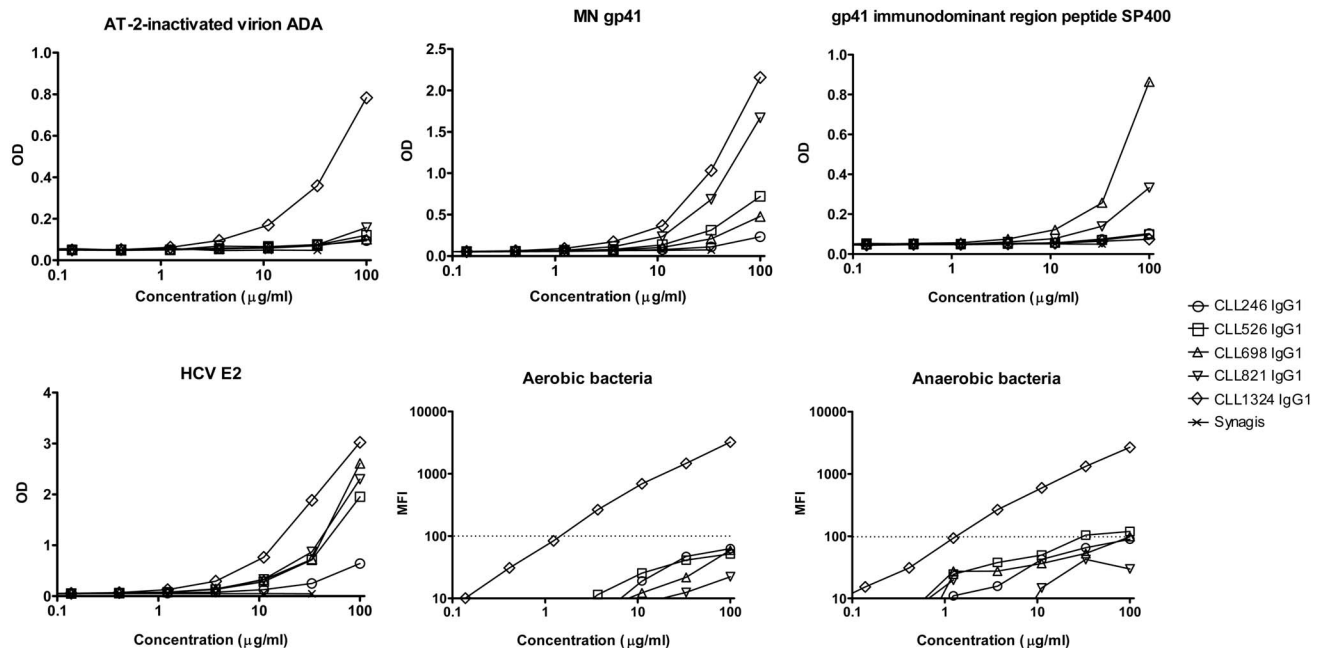 AT-2-inactivated virion ADA
1.0
0.8
0.6
0.4
0.2
0.0
OD
0.1 1 10 100
Concentration (μg/ml)
MN gp41
2.5
2.0
1.5
1.0
0.5
0.0
OD
0.1 1 10 100
Concentration (μg/ml)
gp41 immunodominant region peptide SP400
1.0
0.8
0.6
0.4
0.2
0.0
OD
0.1 1 10 100
Concentration (μg/ml)
HCV E2
4
3
2
1
0
OD
0.1 1 10 100
Concentration (μg/ml)
Aerobic bacteria
10000
1000
100
10
MFI
0.1 1 10 100
Concentration (μg/ml)
Anaerobic bacteria
10000
1000
100
10
MFI
0.1 1 10 100
Concentration (μg/ml)
CLL246 IgG1
CLL526 IgG1
CLL698 IgG1
CLL821 IgG1
CLL1324 IgG1
Synagis